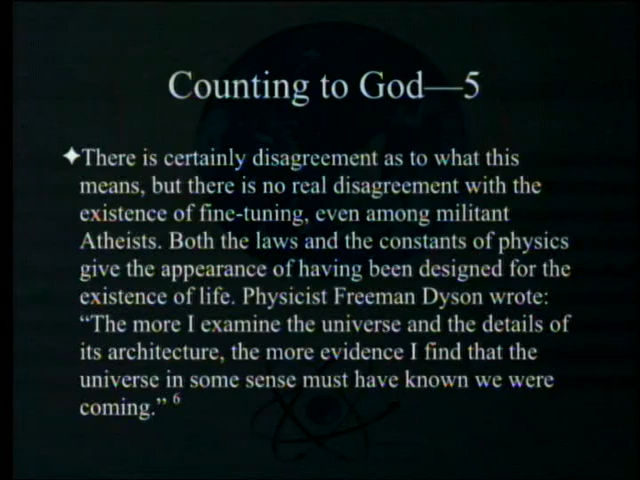 Counting to God—5
✦There is certainly disagreement as to what this
means, but there is no real disagreement with the
existence of fine-tuning, even among militant
Atheists. Both the laws and the constants of physics
give the appearance of having been designed for the
existence of life. Physicist Freeman Dyson wrote:
“The more I examine the universe and the details of
its architecture, the more evidence I find that the
universe in some sense must have known we were
coming.” 6